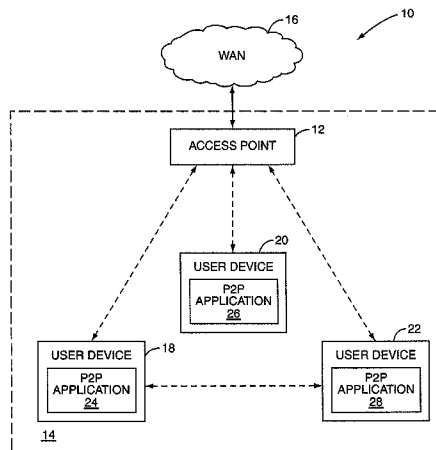 16
10
WAN
12
ACCESS POINT
20
USER DEVICE
P2P
APPLICATION
26
18
USER DEVICE
P2P
APPLICATION
24
22
USER DEVICE
P2P
APPLICATION
28
14